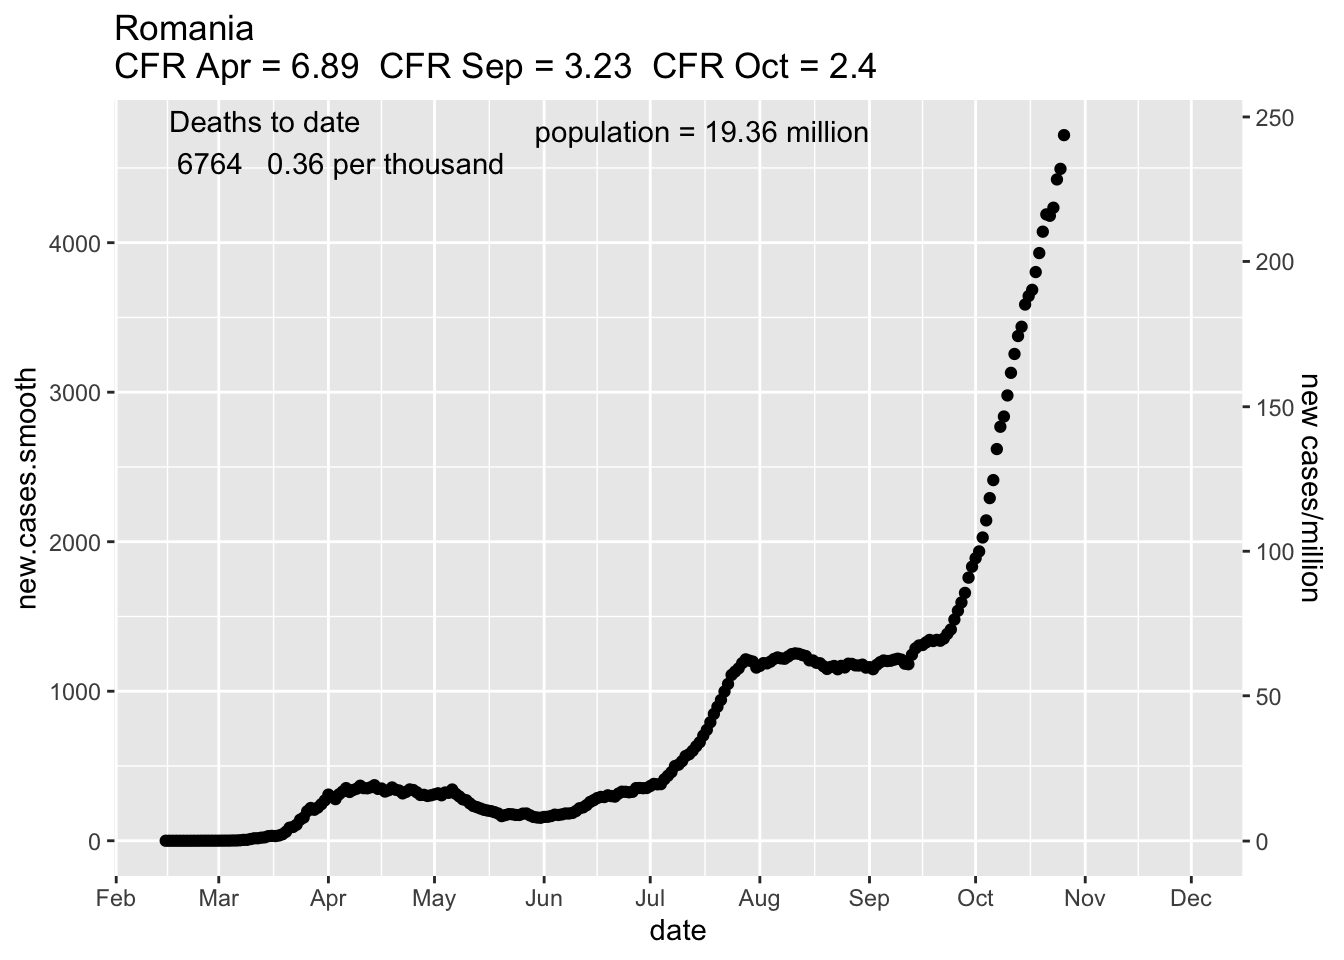 Romania
CFR Apr = 6.89  CFR Sep = 3.23  CFR Oct = 2.4
Deaths to date
6764   0.36 per thousand
population = 19.36 million
new.cases.smooth
4000
3000
2000
1000
0
250
200
150
100
50
0
new cases/million
Feb Mar Apr May Jun Jul Aug Sep Oct Nov Dec
date